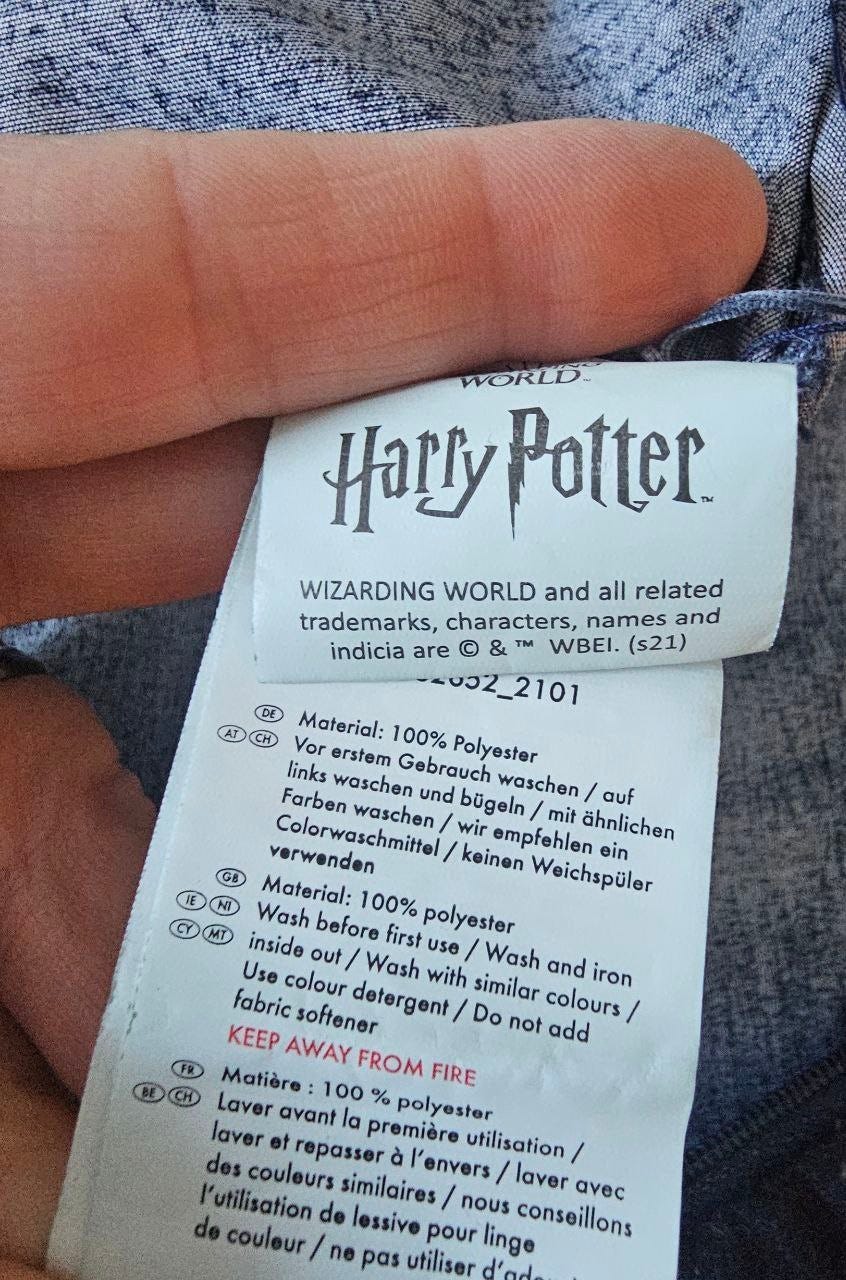 WORLD™
Harry Potter™
WIZARDING WORLD and all related
trademarks, characters, names and
indicia are © & ™ WBEI. (s21)
2052_2101
DE Material: 100% Polyester
AT CH Vor erstem Gebrauch waschen / auf
links waschen und bügeln / mit ähnlichen
Farben waschen / wir empfehlen ein
Colorwaschmittel / keinen Weichspüler
verwenden
GB Material: 100% polyester
IE NI Wash before first use / Wash and iron
CY MT inside out / Wash with similar colours /
Use colour detergent / Do not add
fabric softener
KEEP AWAY FROM FIRE
FR Matière : 100 % polyester
BE CH Laver avant la première utilisation /
laver et repasser à l'envers / laver avec
des couleurs similaires / nous conseillons
l'utilisation de lessive pour linge
de couleur / ne pas utiliser